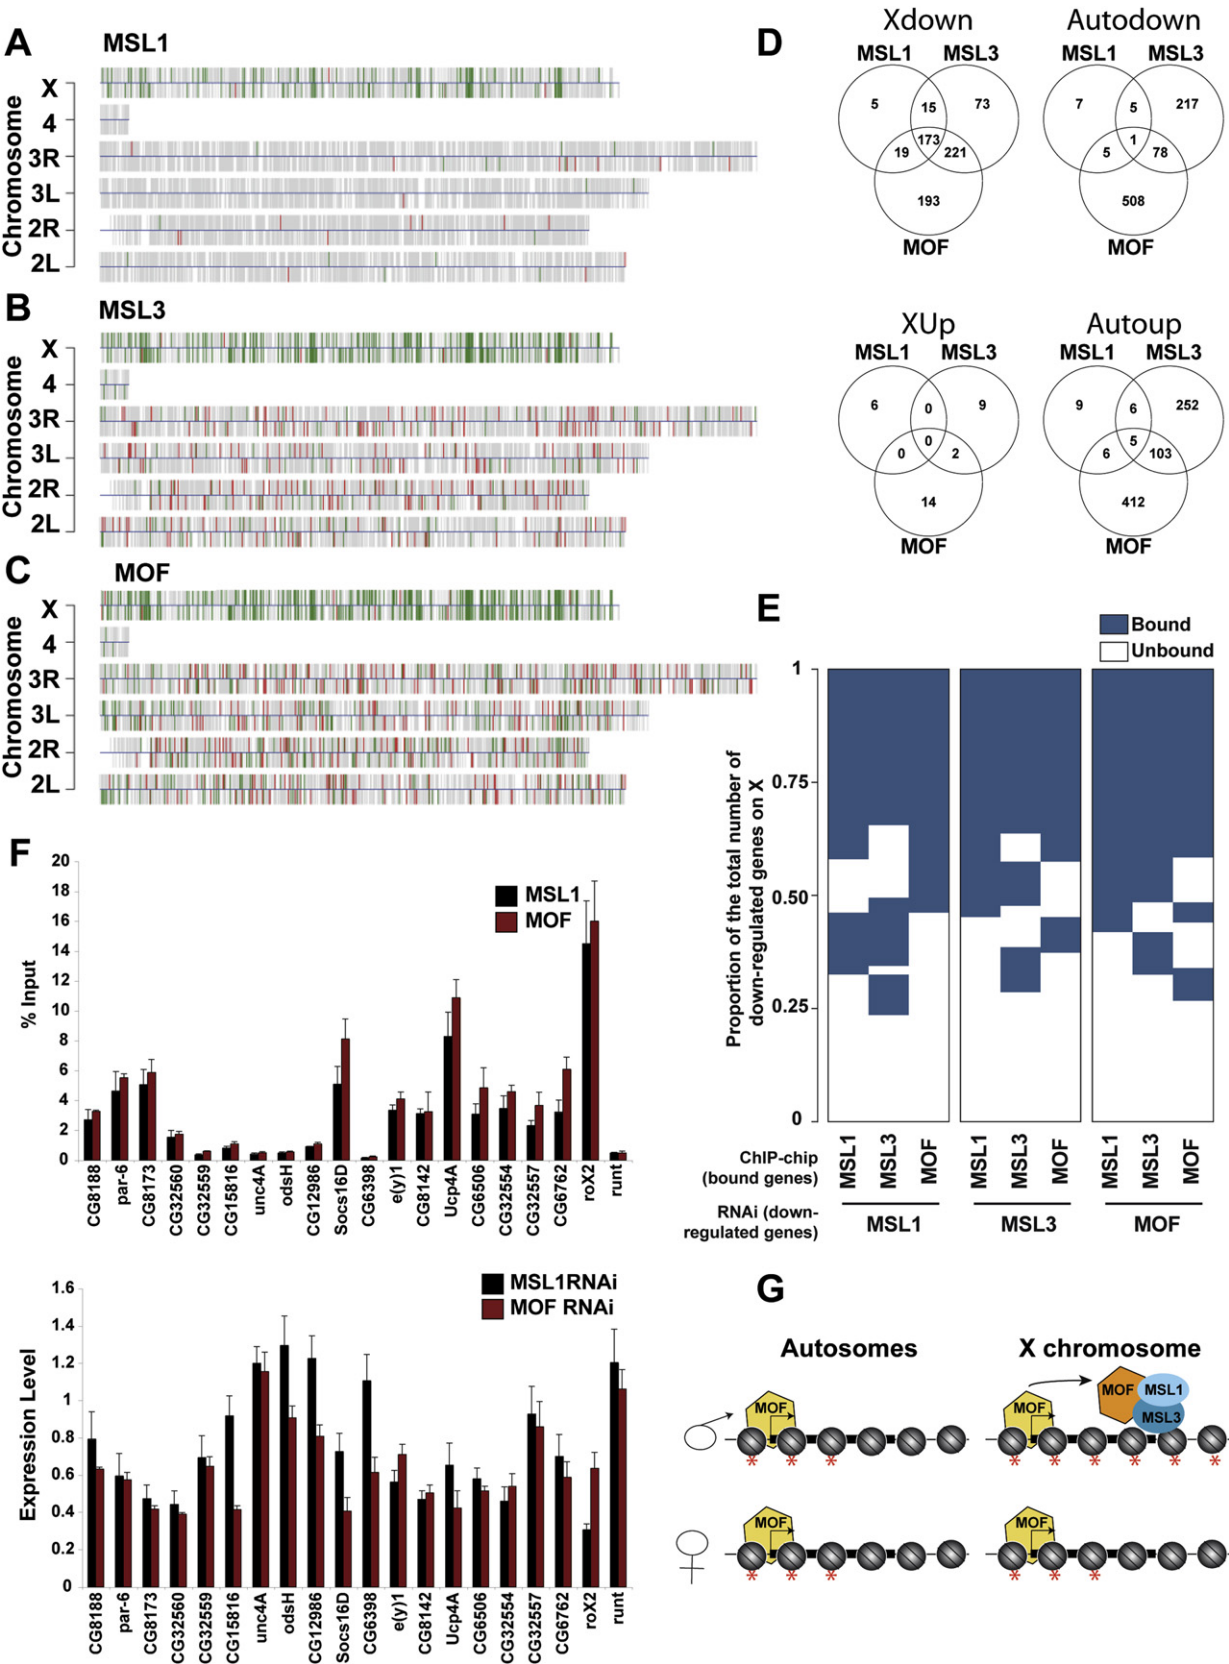 A
MSL1
Chromosome
X
4
3R
3L
2R
2L
B
MSL3
Chromosome
X
4
3R
3L
2R
2L
C
MOF
Chromosome
X
4
3R
3L
2R
2L
D
Xdown
MSL1 MSL3
5 15 73
173
19 221
193
MOF
Autodown
MSL1 MSL3
7 5 217
1
5 78
508
MOF
XUp
MSL1 MSL3
6 0 9
0
0 2
14
MOF
Autoup
MSL1 MSL3
9 6 252
5
6 103
412
MOF
E
Bound
Unbound
Proportion of the total number of
down-regulated genes on X
1
0.75
0.50
0.25
0
ChIP-chip
(bound genes)
MSL1 MSL3 MOF MSL1 MSL3 MOF MSL1 MSL3 MOF
RNAi (down-
regulated genes)
MSL1 MSL3 MOF
F
% Input
20
18
16
14
12
10
8
6
4
2
0
MSL1
MOF
CG8188
par-6
CG8173
CG32560
CG32559
CG15816
unc4A
odsH
CG12986
Socs16D
CG6398
e(y)1
CG8142
Ucp4A
CG6506
CG32554
CG32557
CG6762
roX2
runt
Expression Level
1.6
1.4
1.2
1
0.8
0.6
0.4
0.2
0
MSL1RNAi
MOF RNAi
CG8188
par-6
CG8173
CG32560
CG32559
CG15816
unc4A
odsH
CG12986
Socs16D
CG6398
e(y)1
CG8142
Ucp4A
CG6506
CG32554
CG32557
CG6762
roX2
runt
G
Autosomes
X chromosome
MOF
MOF
MOF
MSL1
MSL3
* * *
* * * * * *
MOF
MOF
* * *
* * *